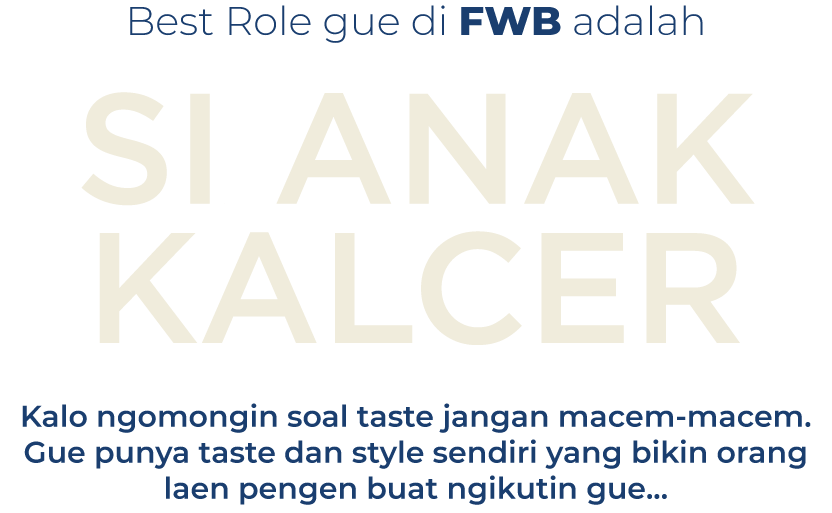 Best Role gue di FWB adalah
SI ANAK
KALCER
Kalo ngomongin soal taste jangan macem-macem.
Gue punya taste dan style sendiri yang bikin orang
laen pengen buat ngikutin gue...